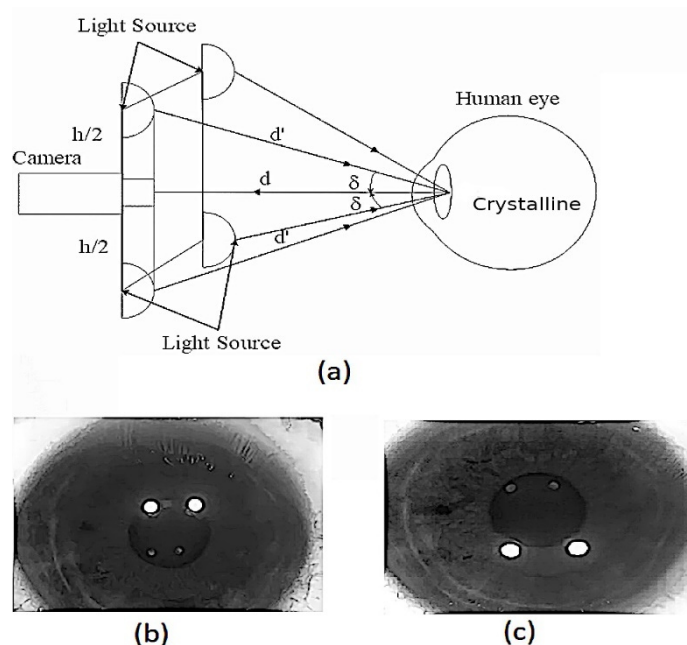 Light Source
Human eye
h/2
Camera
d'
d
δ
δ
Crystalline
h/2
d'
Light Source
(a)
(b)
(c)